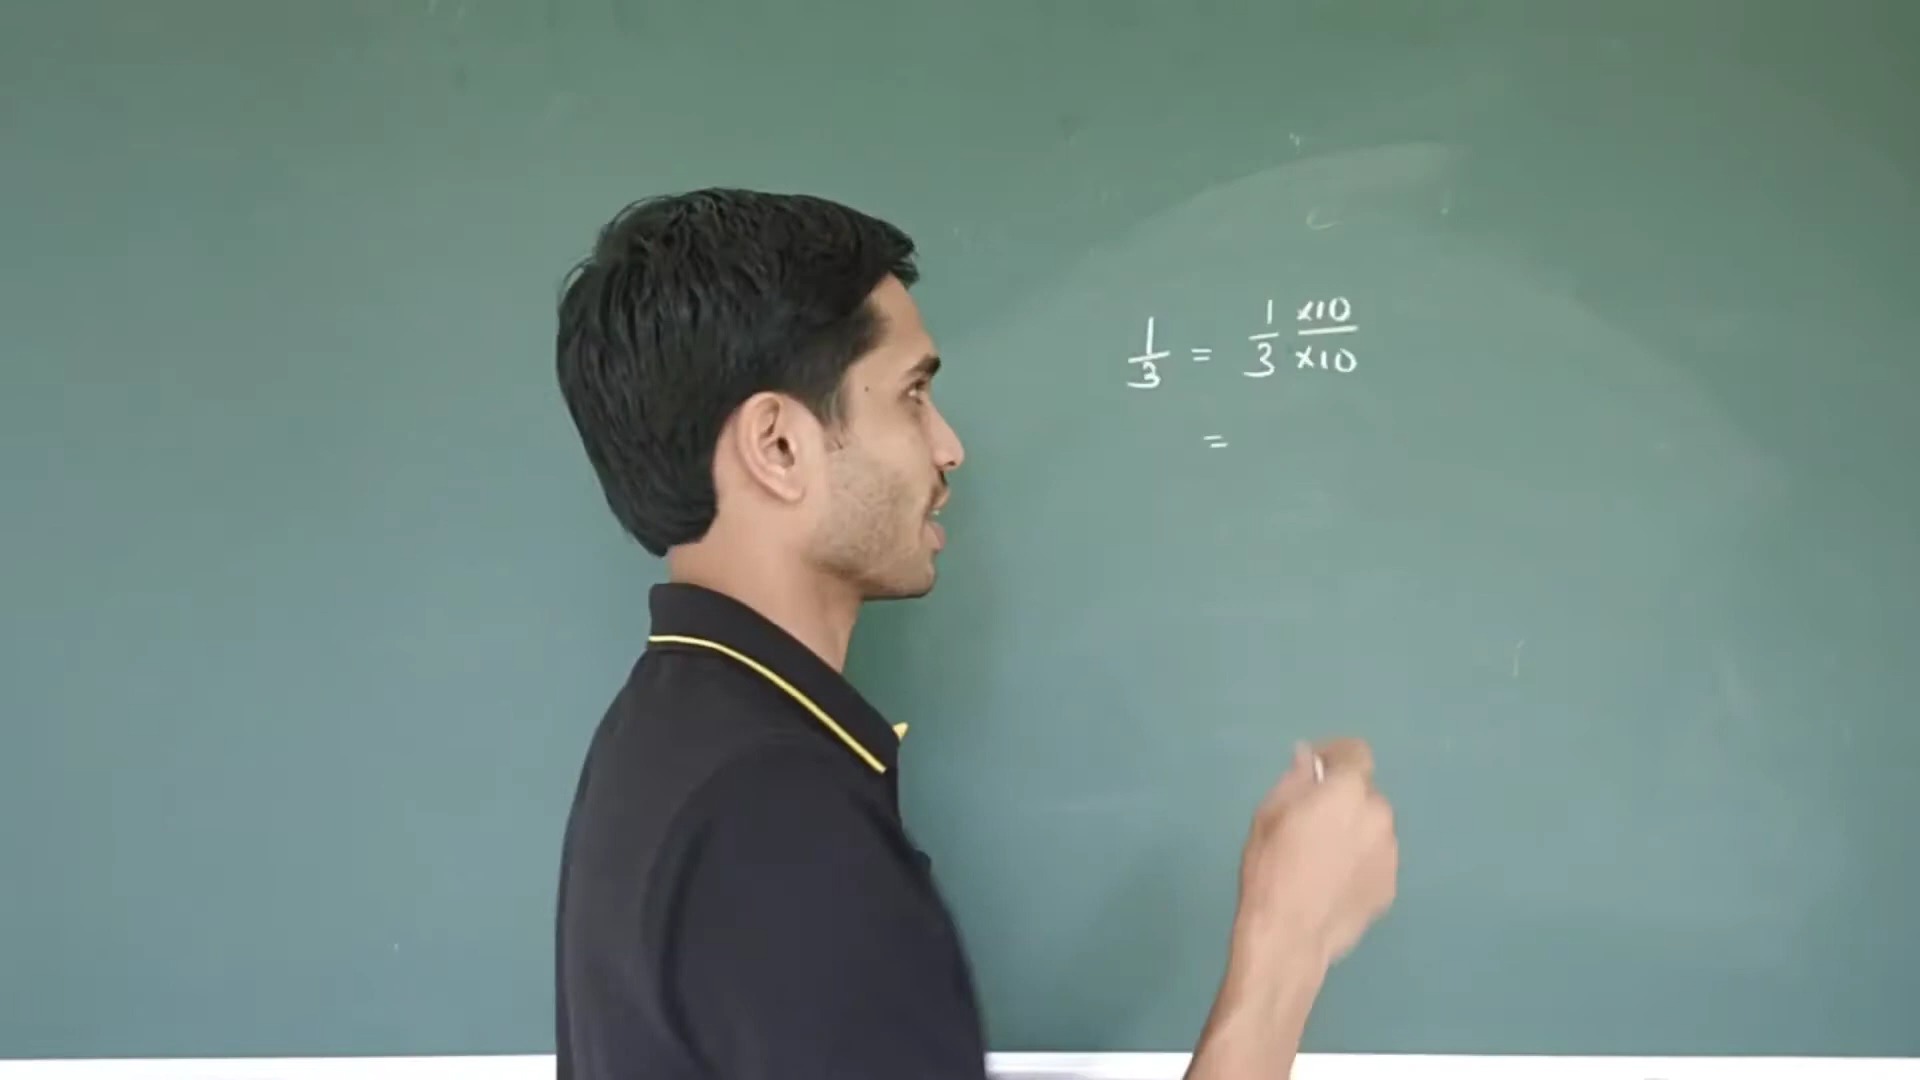 1/3 = 1 ×10 / 3 ×10
=